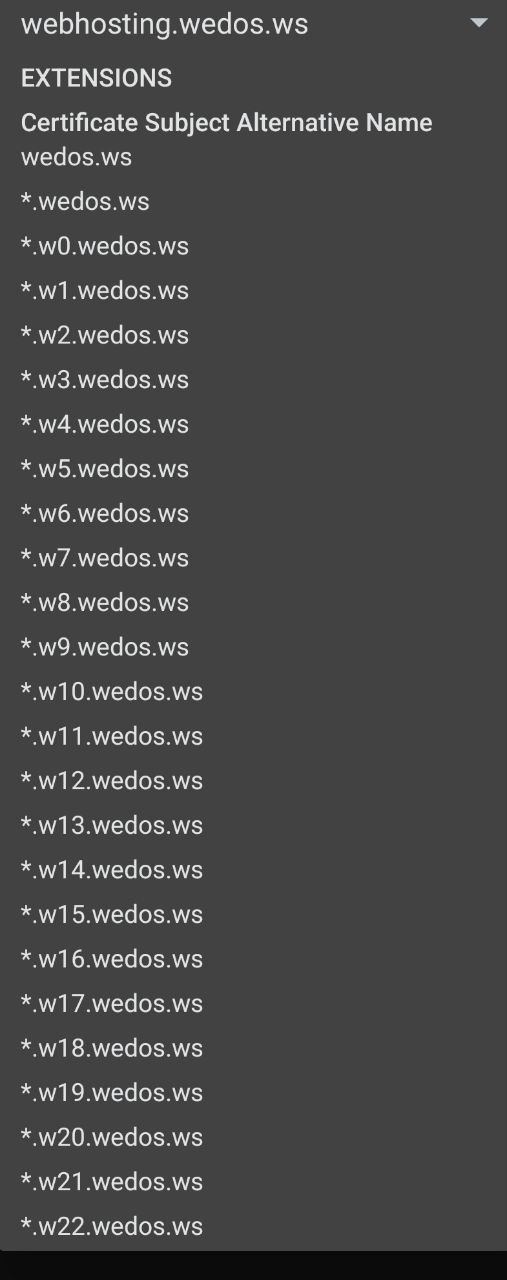 webhosting.wedos.ws
EXTENSIONS
Certificate Subject Alternative Name
wedos.ws
*.wedos.ws
*.w0.wedos.ws
*.w1.wedos.ws
*.w2.wedos.ws
*.w3.wedos.ws
*.w4.wedos.ws
*.w5.wedos.ws
*.w6.wedos.ws
*.w7.wedos.ws
*.w8.wedos.ws
*.w9.wedos.ws
*.w10.wedos.ws
*.w11.wedos.ws
*.w12.wedos.ws
*.w13.wedos.ws
*.w14.wedos.ws
*.w15.wedos.ws
*.w16.wedos.ws
*.w17.wedos.ws
*.w18.wedos.ws
*.w19.wedos.ws
*.w20.wedos.ws
*.w21.wedos.ws
*.w22.wedos.ws